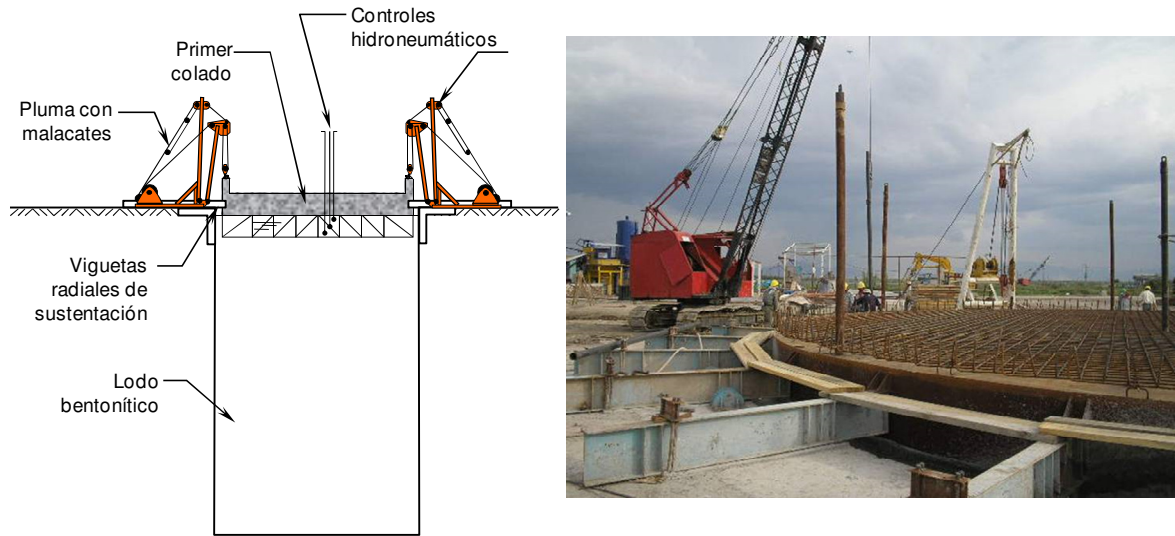 Controles
hidroneumáticos
Primer
colado
Pluma con
malacates
Viguetas
radiales de
sustentación
Lodo
bentonítico